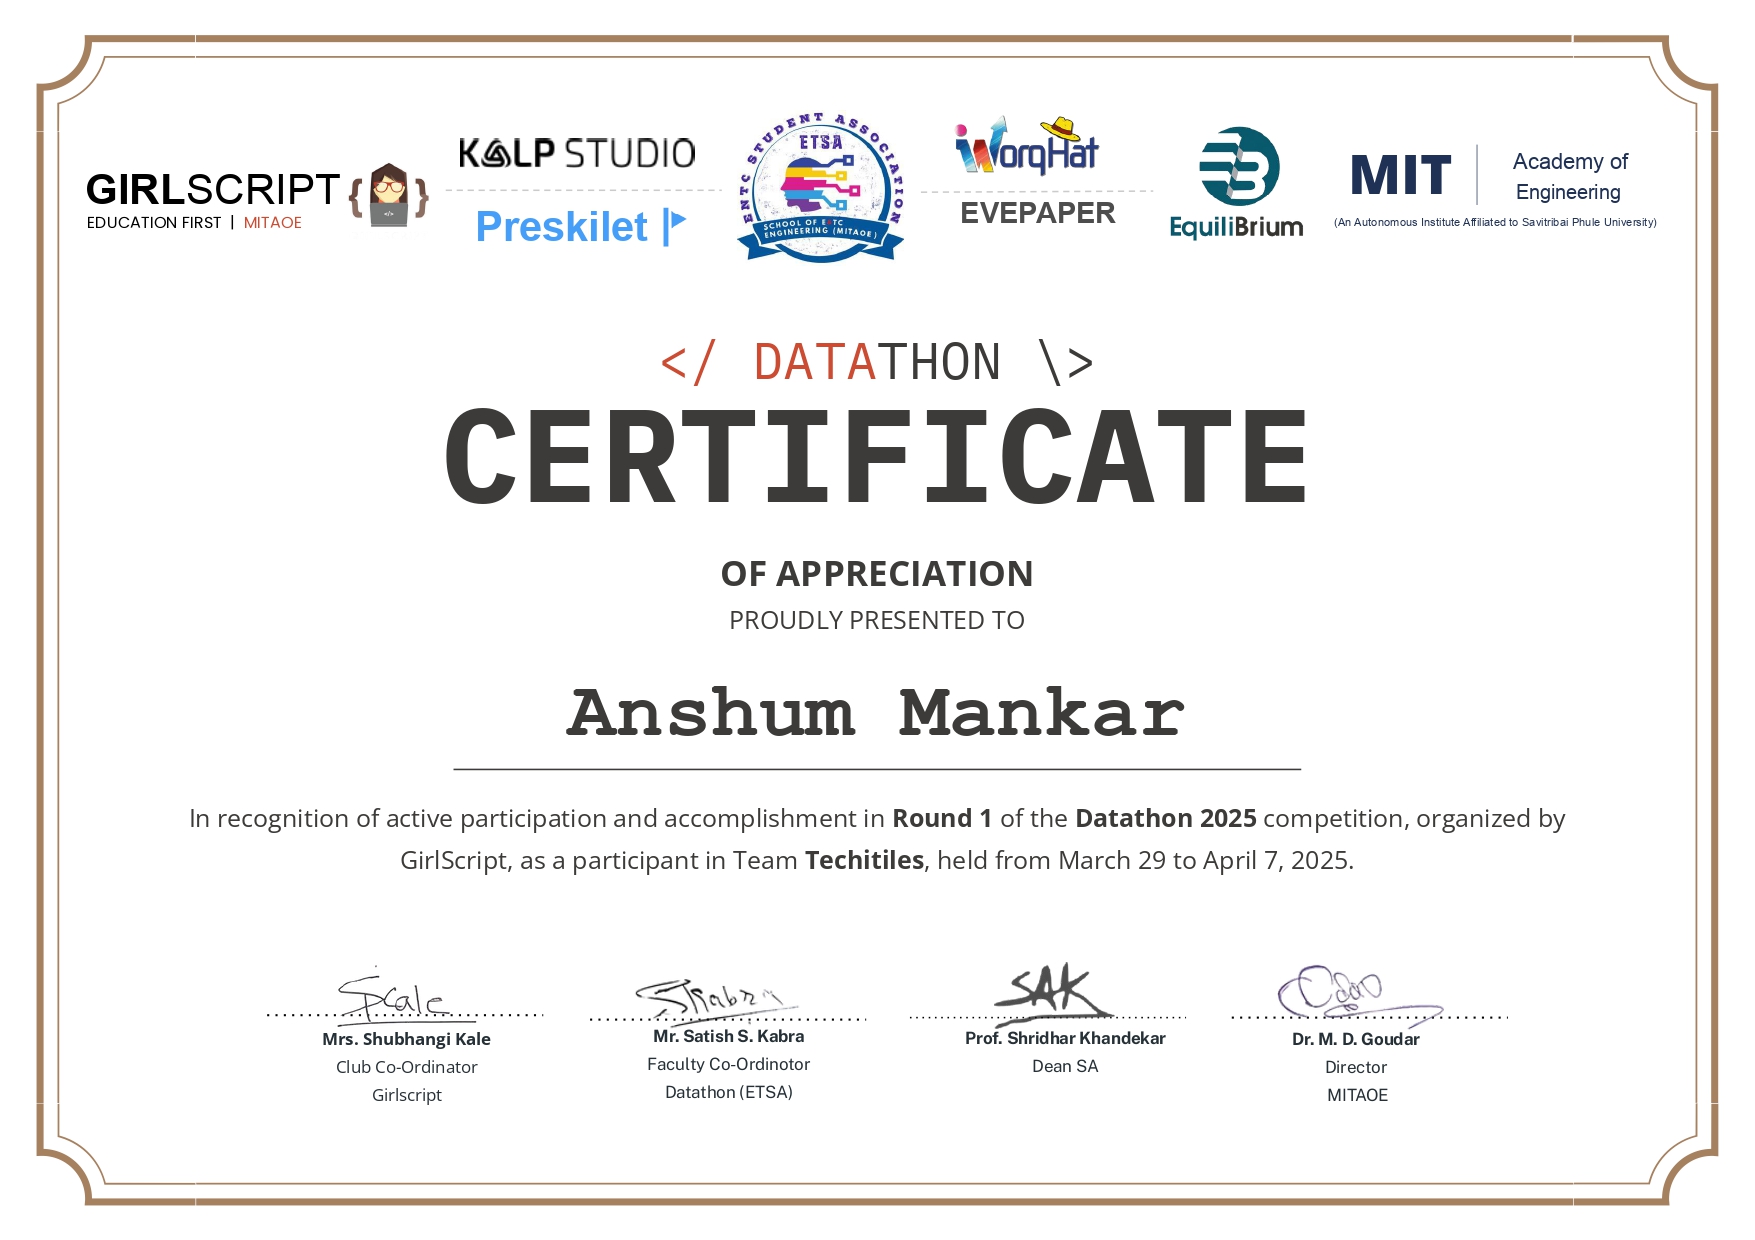 GIRLSCRIPT
EDUCATION FIRST | MITAOE
KALP STUDIO
Preskilet
ENTC STUDENT ASSOCIATION
ETSA
SCHOOL OF E&TC
ENGINEERING (MITAOE)
WorqHat
EVEPAPER
EquiliBrium
MIT
Academy of
Engineering
(An Autonomous Institute Affiliated to Savitribai Phule University)
</ DATATHON \>
CERTIFICATE
OF APPRECIATION
PROUDLY PRESENTED TO
Anshum Mankar
In recognition of active participation and accomplishment in Round 1 of the Datathon 2025 competition, organized by
GirlScript, as a participant in Team Techitiles, held from March 29 to April 7, 2025.
Skale
SKabra
SAK
Mrs. Shubhangi Kale
Club Co-Ordinator
Girlscript
Mr. Satish S. Kabra
Faculty Co-Ordinotor
Datathon (ETSA)
Prof. Shridhar Khandekar
Dean SA
Dr. M. D. Goudar
Director
MITAOE